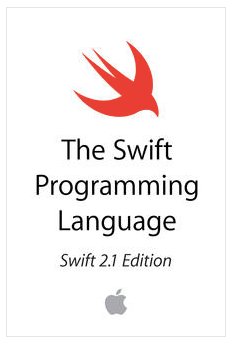 The Swift
Programming
Language
Swift 2.1 Edition